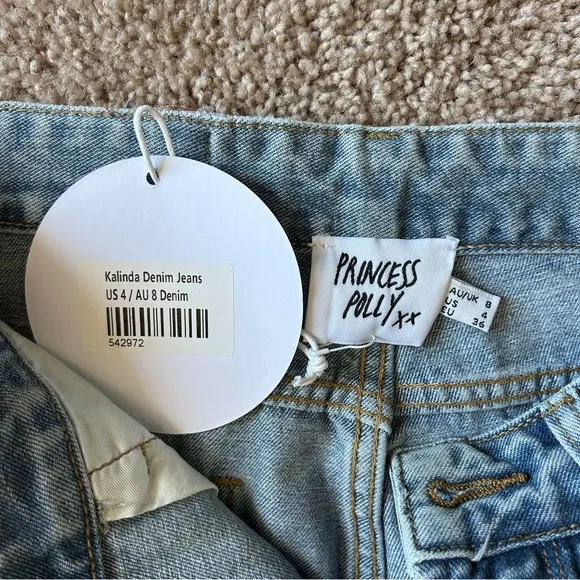 Kalinda Denim Jeans
US 4 / AU 8 Denim
542972
PRINCESS
POLLY xx
AU/UK 8
US 4
EU 36